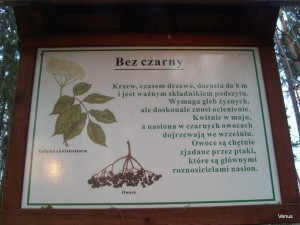 Bez czarny
Krzew, czasem drzewo, dorasta do 8 m
i jest ważnym składnikiem podszytu.
Wymaga gleb żyznych,
ale doskonale znosi ocienienie.
Kwitnie w maju,
a nasiona w czarnych owocach
dojrzewają we wrześniu.
Owoce są chętnie
zjadane przez ptaki,
które są głównymi
roznosicielami nasion.
Gałązka z kwiatostanem
Owoce
Venus